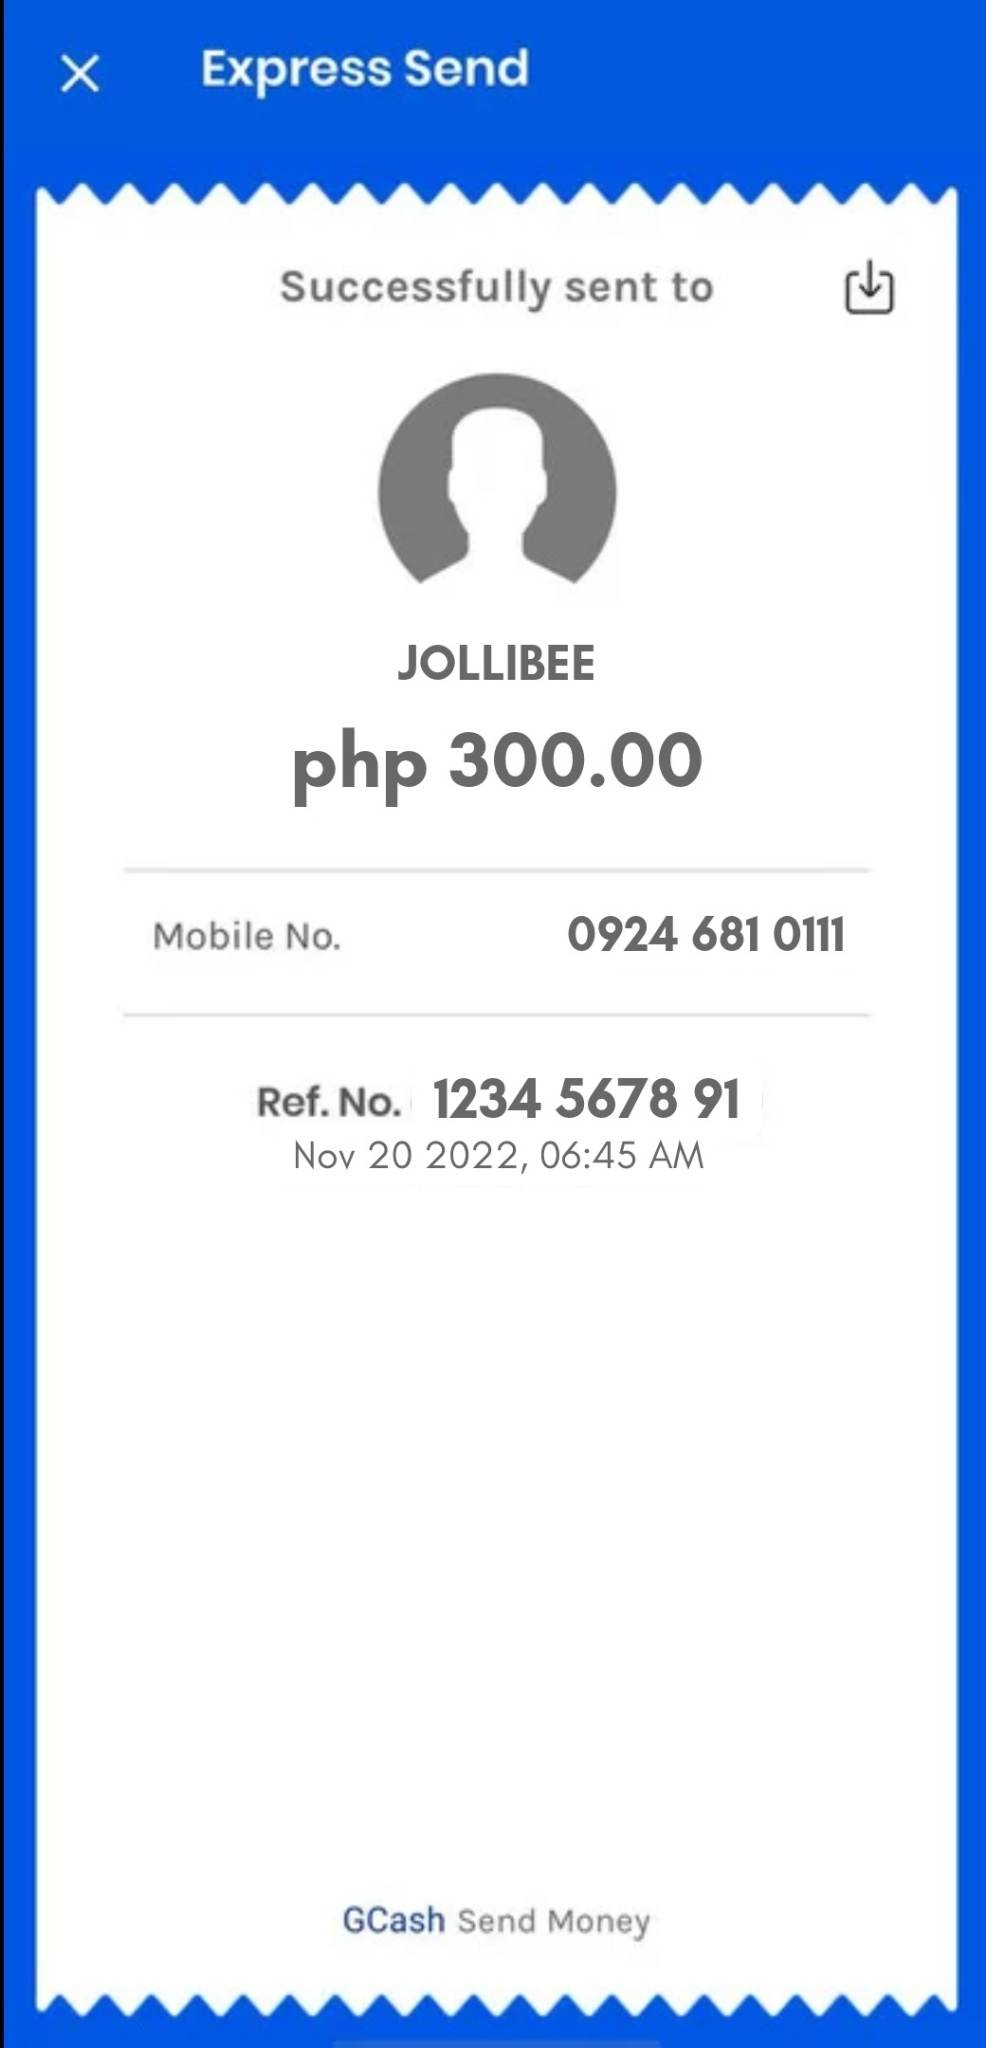 Express Send
Successfully sent to
JOLLIBEE
php 300.00
Mobile No. 0924 681 0111
Ref. No. 1234 5678 91
Nov 20 2022, 06:45 AM
GCash Send Money